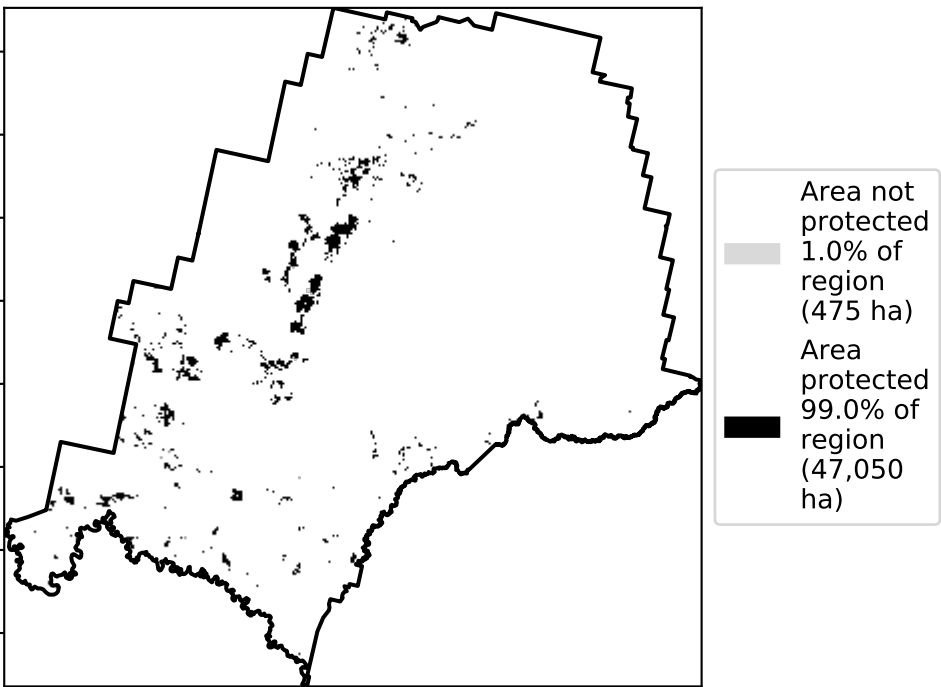 Area not
protected
1.0% of
region
(475 ha)
Area
protected
99.0% of
region
(47,050
ha)